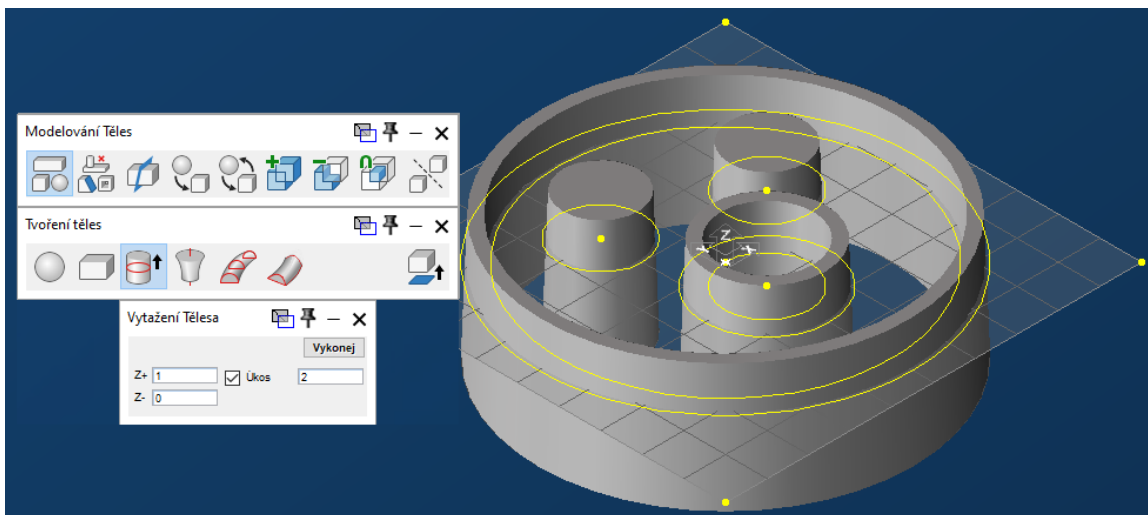 Modelování Těles
Tvoření těles
Vytažení Tělesa
Vykonej
Z+ 1 Úkos 2
Z- 0
Z